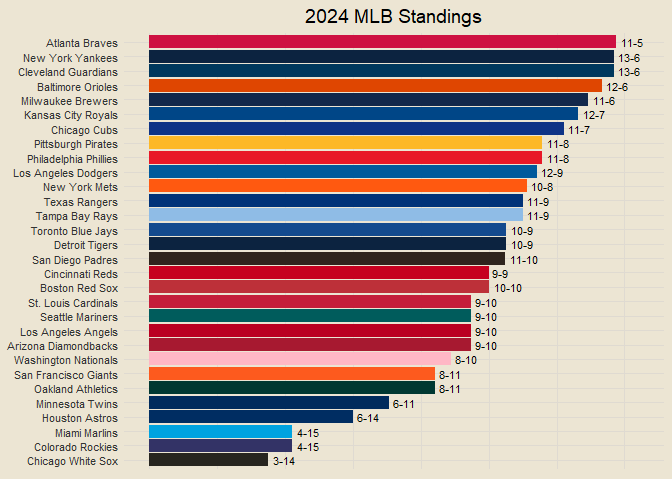 2024 MLB Standings
Atlanta Braves 11-5
New York Yankees 13-6
Cleveland Guardians 13-6
Baltimore Orioles 12-6
Milwaukee Brewers 11-6
Kansas City Royals 12-7
Chicago Cubs 11-7
Pittsburgh Pirates 11-8
Philadelphia Phillies 11-8
Los Angeles Dodgers 12-9
New York Mets 10-8
Texas Rangers 11-9
Tampa Bay Rays 11-9
Toronto Blue Jays 10-9
Detroit Tigers 10-9
San Diego Padres 11-10
Cincinnati Reds 9-9
Boston Red Sox 10-10
St. Louis Cardinals 9-10
Seattle Mariners 9-10
Los Angeles Angels 9-10
Arizona Diamondbacks 9-10
Washington Nationals 8-10
San Francisco Giants 8-11
Oakland Athletics 8-11
Minnesota Twins 6-11
Houston Astros 6-14
Miami Marlins 4-15
Colorado Rockies 4-15
Chicago White Sox 3-14